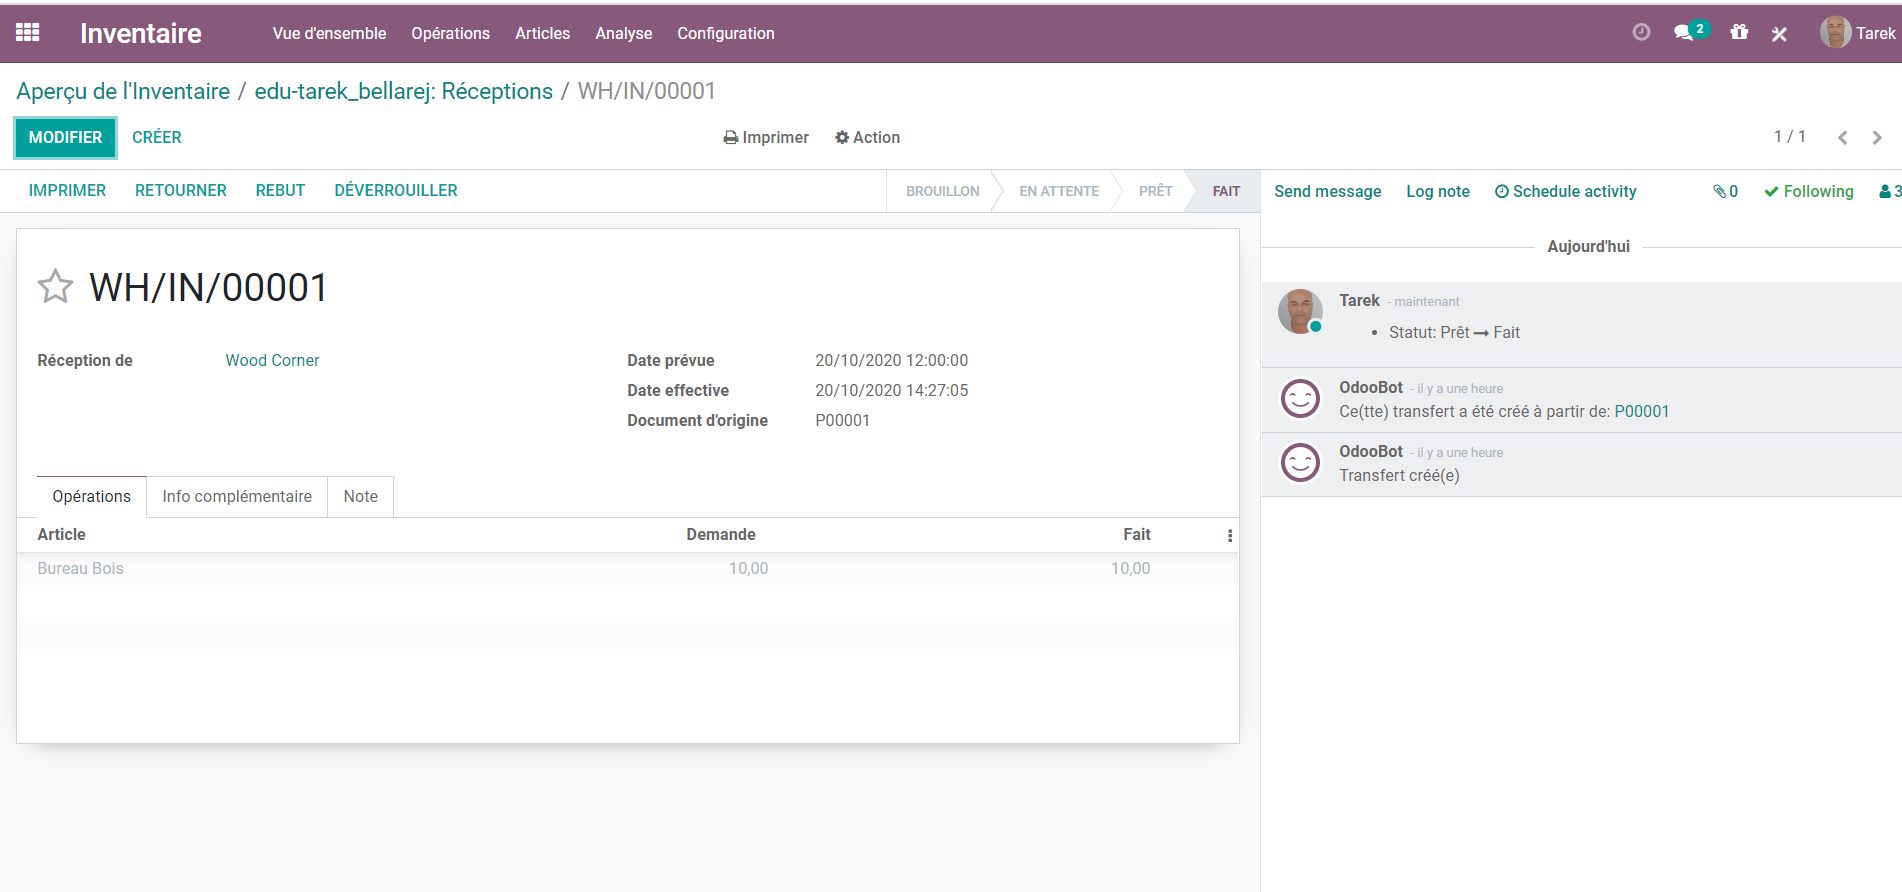 Inventaire Vue d'ensemble Opérations Articles Analyse Configuration 2 Tarek
Aperçu de l'Inventaire / edu-tarek_bellarej: Réceptions / WH/IN/00001
MODIFIER CRÉER Imprimer Action 1 / 1
IMPRIMER RETOURNER REBUT DÉVERROUILLER BROUILLON EN ATTENTE PRÊT FAIT Send message Log note Schedule activity 0 Following 3
WH/IN/00001
Réception de Wood Corner
Date prévue 20/10/2020 12:00:00
Date effective 20/10/2020 14:27:05
Document d'origine P00001
Opérations Info complémentaire Note
Article Demande Fait
Bureau Bois 10,00 10,00
Aujourd'hui
Tarek - maintenant
• Statut: Prêt → Fait
OdooBot - il y a une heure
Ce(tte) transfert a été créé à partir de: P00001
OdooBot - il y a une heure
Transfert créé(e)